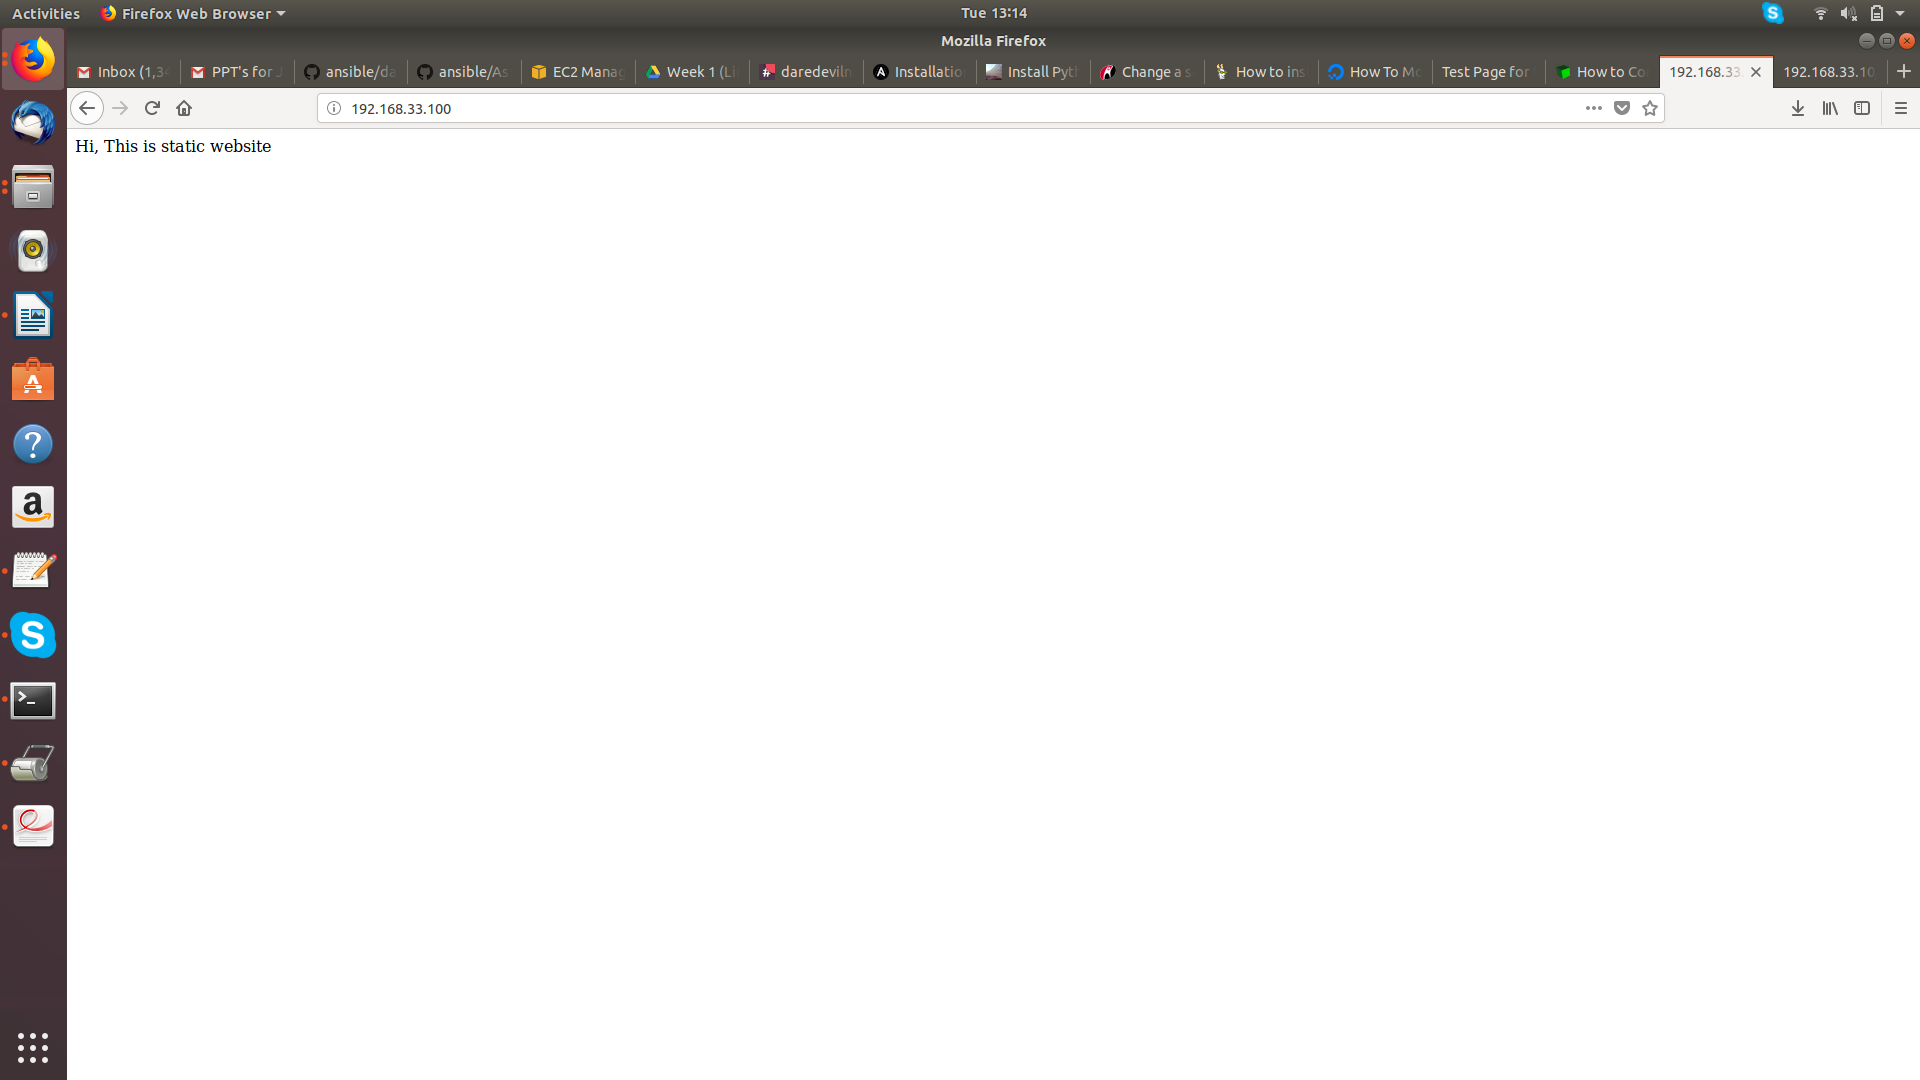 Activities Firefox Web Browser Tue 13:14
Mozilla Firefox
Inbox (1,34 PPT's for J ansible/da ansible/As EC2 Manag Week 1 (Li daredeviln Installatio Install Pyt Change a s How to ins How To Mo Test Page for How to Co 192.168.33. 192.168.33.10
192.168.33.100
Hi, This is static website